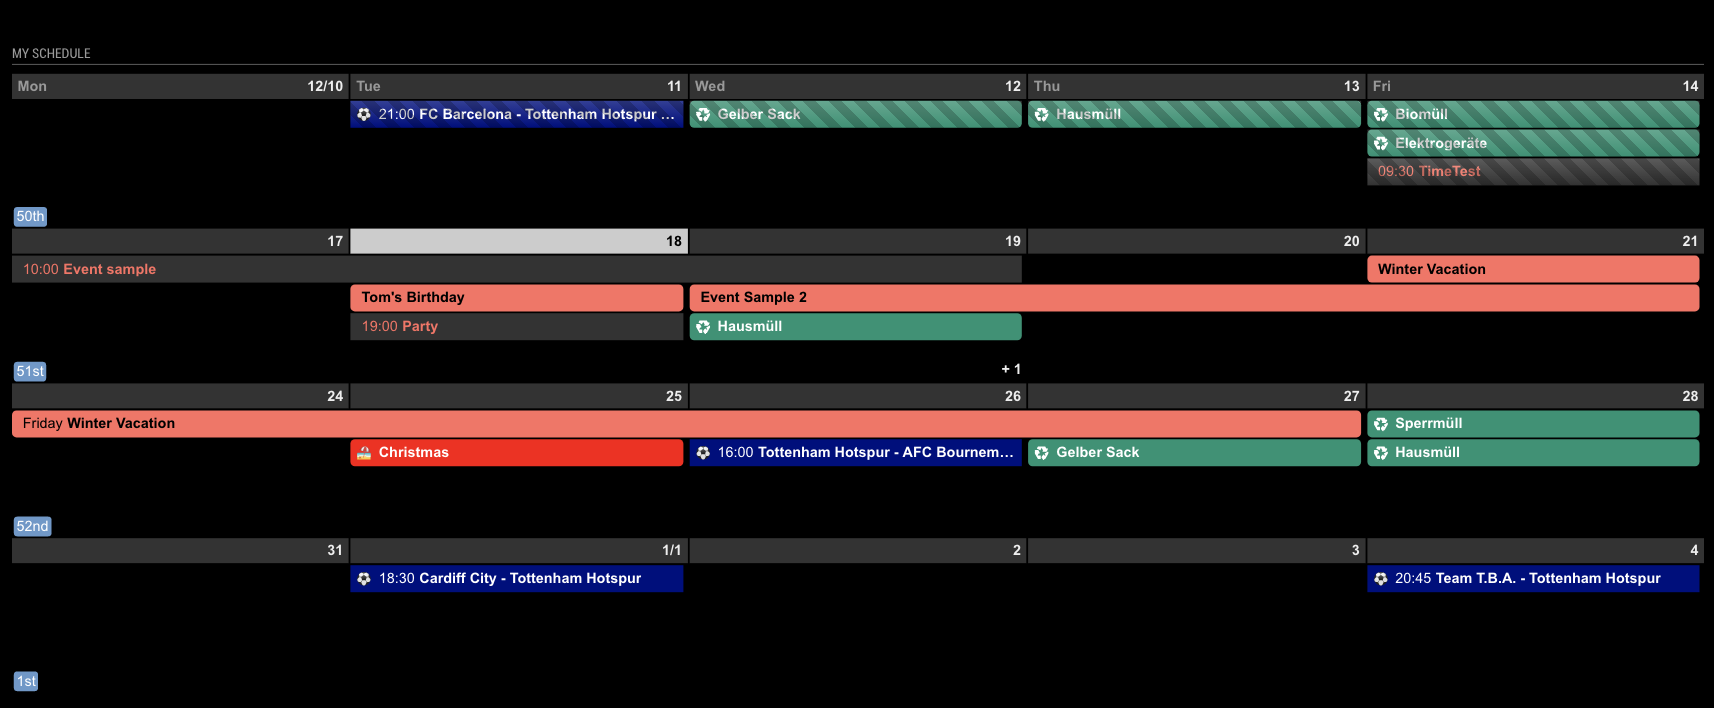 MY SCHEDULE
Mon 12/10 Tue 11 Wed 12 Thu 13 Fri 14
21:00 FC Barcelona - Tottenham Hotspur ... Gelber Sack Hausmüll Biomüll
Elektrogeräte
09:30 TimeTest
50th
17 18 19 20 21
10:00 Event sample Winter Vacation
Tom's Birthday Event Sample 2
19:00 Party Hausmüll
51st + 1
24 25 26 27 28
Friday Winter Vacation Sperrmüll
Christmas 16:00 Tottenham Hotspur - AFC Bournem... Gelber Sack Hausmüll
52nd
31 1/1 2 3 4
18:30 Cardiff City - Tottenham Hotspur 20:45 Team T.B.A. - Tottenham Hotspur
1st